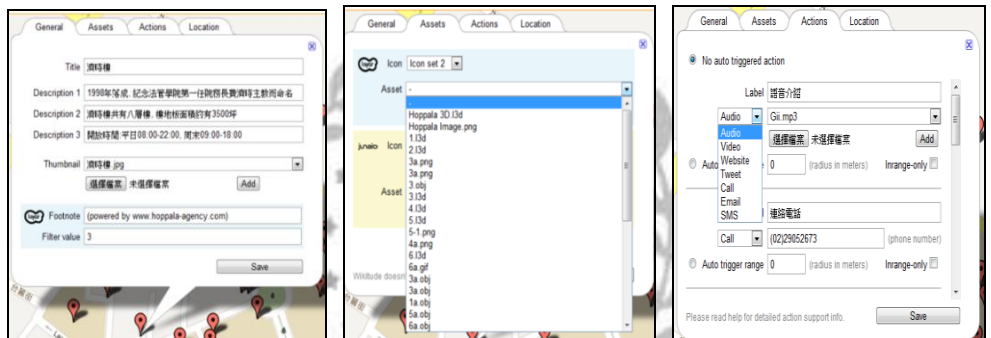 General Assets Actions Location
Title 濟時樓
Description 1 1998年落成. 記念法管學院第一任院務長費濟時主教而命名
Description 2 濟時樓共有八層樓. 樓地板面積約有3500坪
Description 3 開放時間:平日08:00-22:00. 周末09:00-18:00
Thumbnail 濟時樓.jpg
選擇檔案 未選擇檔案 Add
layar Footnote (powered by www.hoppala-agency.com)
Filter value 3
Save
General Assets Actions Location
layar Icon Icon set 2
Asset -
-
Hoppala 3D.l3d
Hoppala Image.png
junaio Icon
1.l3d
2.l3d
3a.png
3a.png
3.obj
Asset
3.l3d
4.l3d
5.l3d
5-1.png
4a.png
6.l3d
6a.gif
Wikitude doesn
3a.obj
3a.obj
1a.obj
5a.obj
6a.obj
General Assets Actions Location
No auto triggered action
Label 語音介紹
Audio Gii.mp3
Audio
Video
Website
Tweet
Call
Email
SMS
選擇檔案 未選擇檔案 Add
Auto 0 (radius in meters) Inrange-only
連絡電話
Call (02)29052673 (phone number)
Auto trigger range 0 (radius in meters) Inrange-only
Please read help for detailed action support info. Save